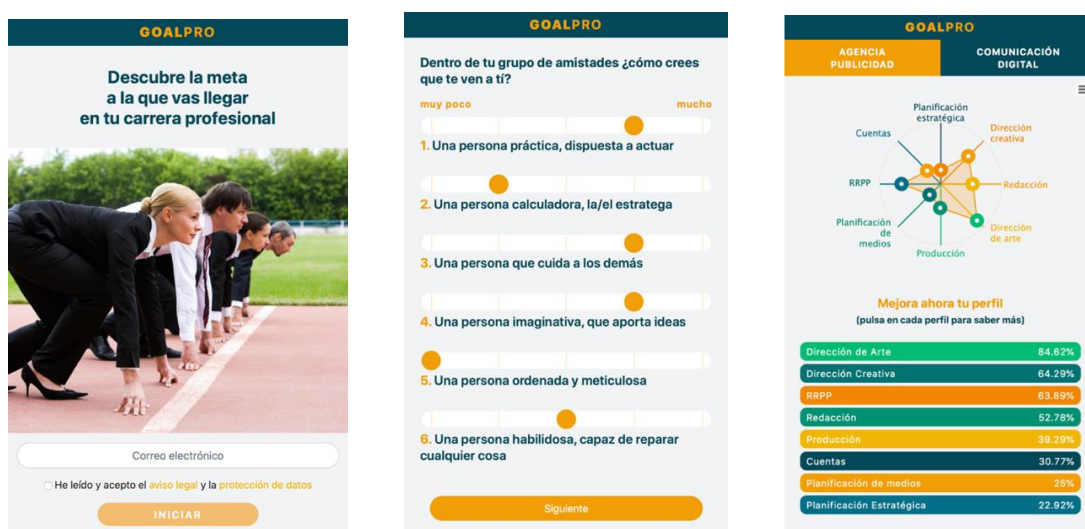 GOALPRO
Descubre la meta
a la que vas llegar
en tu carrera profesional
Correo electrónico
He leído y acepto el aviso legal y la protección de datos
INICIAR
GOALPRO
Dentro de tu grupo de amistades ¿cómo crees
que te ven a tí?
muy poco
mucho
1. Una persona práctica, dispuesta a actuar
2. Una persona calculadora, la/el estratega
3. Una persona que cuida a los demás
4. Una persona imaginativa, que aporta ideas
5. Una persona ordenada y meticulosa
6. Una persona habilidosa, capaz de reparar
cualquier cosa
Siguiente
GOALPRO
AGENCIA
PUBLICIDAD
COMUNICACIÓN
DIGITAL
Planificación
estratégica
Cuentas
Dirección
creativa
RRPP
Redacción
Planificación
de
medios
Dirección
de arte
Producción
Mejora ahora tu perfil
(pulsa en cada perfil para saber más)
Dirección de Arte 84.62%
Dirección Creativa 64.29%
RRPP 63.89%
Redacción 52.78%
Producción 39.29%
Cuentas 30.77%
Planificación de medios 25%
Planificación Estratégica 22.92%